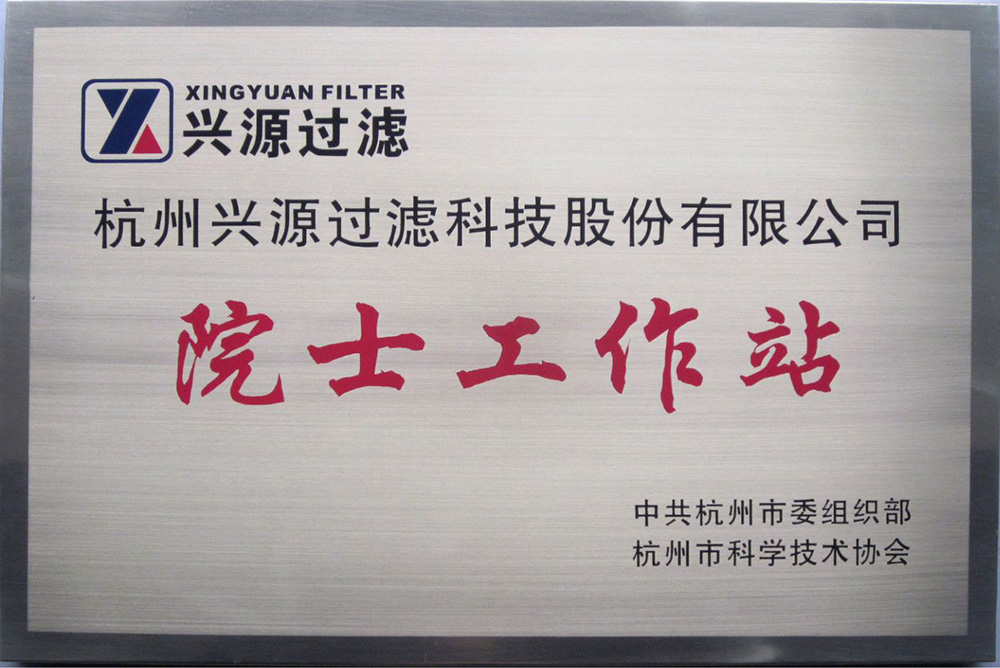 XINGYUAN FILTER
兴源过滤
杭州兴源过滤科技股份有限公司
院士工作站
中共杭州市委组织部
杭州市科学技术协会